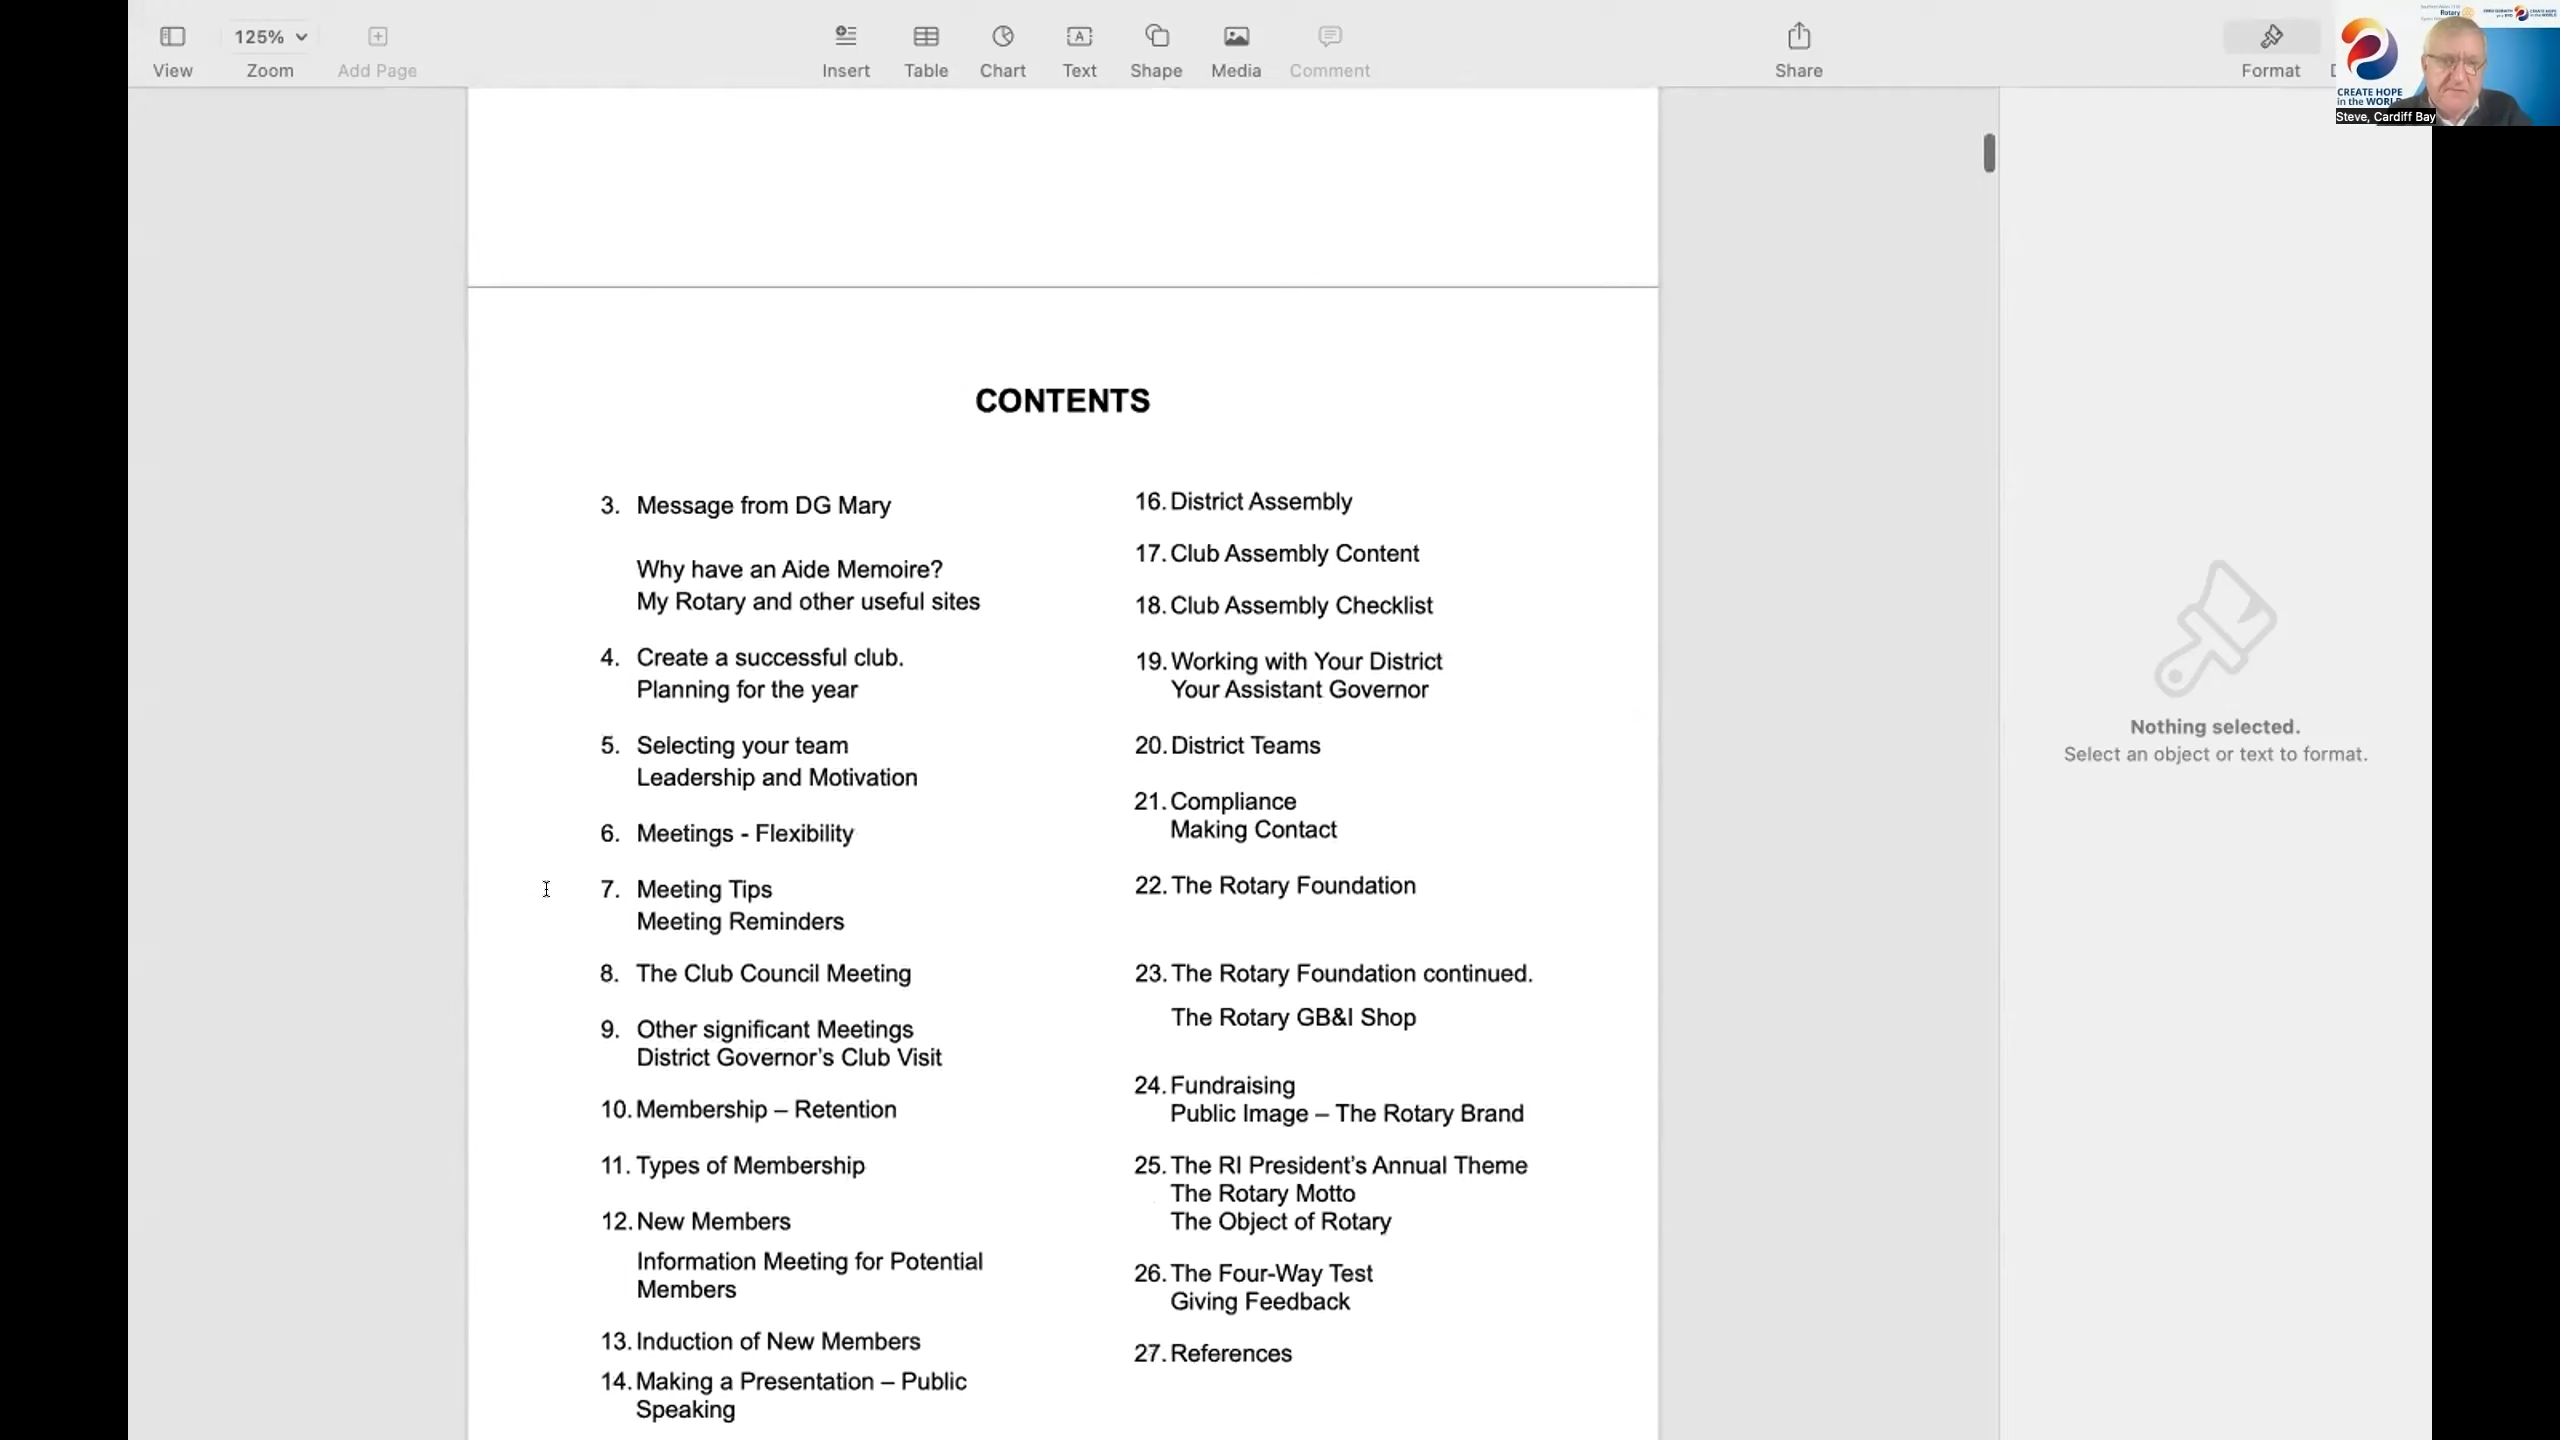 125%
View
Zoom
Add Page
Insert
Table
Chart
Text
Shape
Media
Comment
Share
Format
Rotary
CREATE HOPE
in the WORLD
Steve, Cardiff Bay
CONTENTS
3. Message from DG Mary
Why have an Aide Memoire?
My Rotary and other useful sites
4. Create a successful club.
Planning for the year
5. Selecting your team
Leadership and Motivation
6. Meetings - Flexibility
7. Meeting Tips
Meeting Reminders
8. The Club Council Meeting
9. Other significant Meetings
District Governor’s Club Visit
10. Membership – Retention
11. Types of Membership
12. New Members
Information Meeting for Potential
Members
13. Induction of New Members
14. Making a Presentation – Public
Speaking
16. District Assembly
17. Club Assembly Content
18. Club Assembly Checklist
19. Working with Your District
Your Assistant Governor
20. District Teams
21. Compliance
Making Contact
22. The Rotary Foundation
23. The Rotary Foundation continued.
The Rotary GB&I Shop
24. Fundraising
Public Image – The Rotary Brand
25. The RI President’s Annual Theme
The Rotary Motto
The Object of Rotary
26. The Four-Way Test
Giving Feedback
27. References
Nothing selected.
Select an object or text to format.